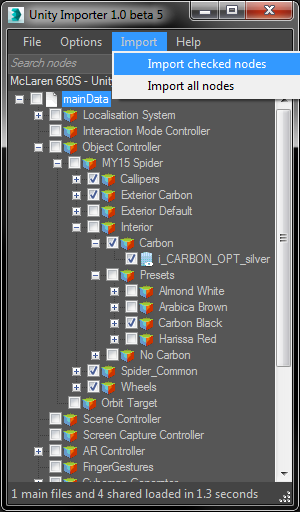 Unity Importer 1.0 beta 5
File Options Import Help
Search nodes
Import checked nodes
McLaren 650S - Unit
Import all nodes
mainData
Localisation System
Interaction Mode Controller
Object Controller
MY15 Spider
Callipers
Exterior Carbon
Exterior Default
Interior
Carbon
i_CARBON_OPT_silver
Presets
Almond White
Arabica Brown
Carbon Black
Harissa Red
No Carbon
Spider_Common
Wheels
Orbit Target
Scene Controller
Screen Capture Controller
AR Controller
FingerGestures
1 main files and 4 shared loaded in 1.3 seconds